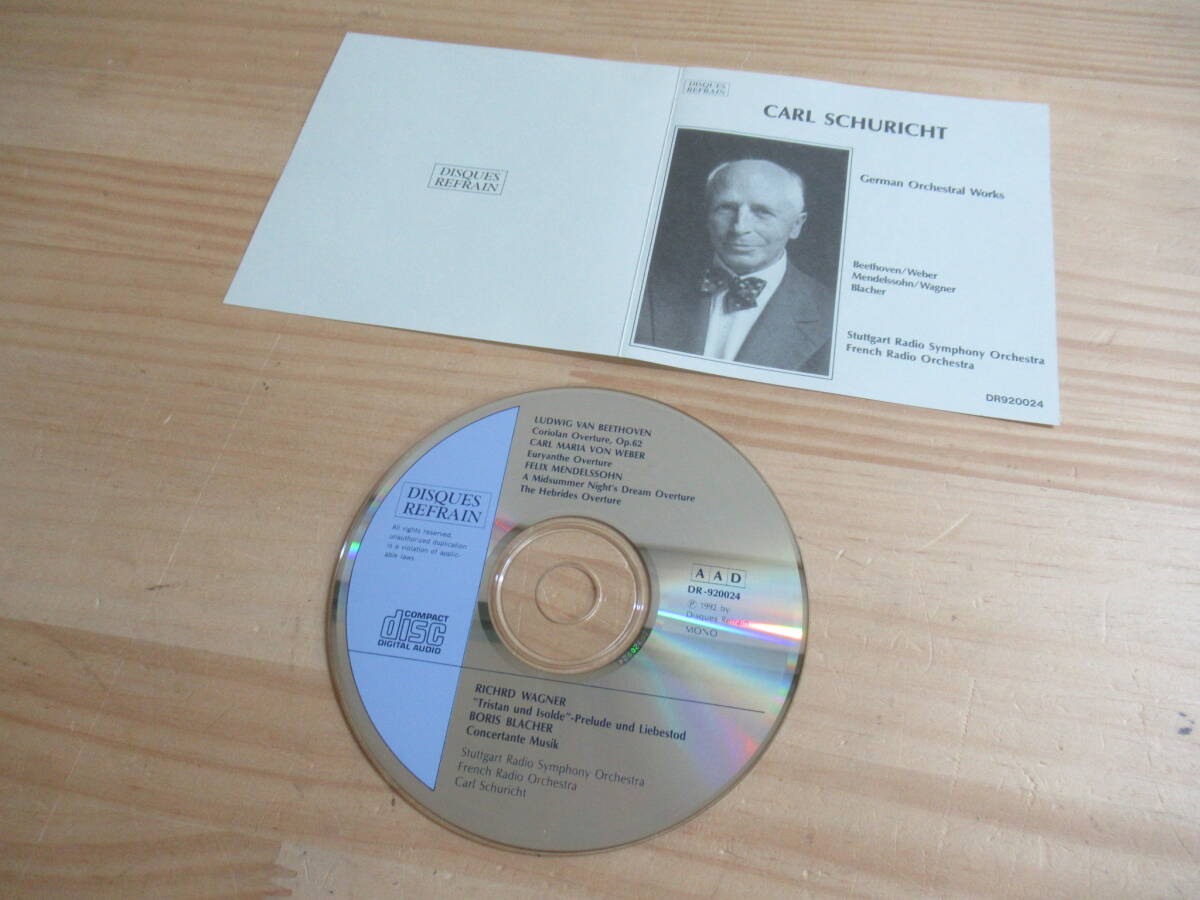 DISQUES
REFRAIN
DISQUES
REFRAIN
CARL SCHURICHT
German Orchestral Works
Beethoven/Weber
Mendelssohn/Wagner
Blacher
Stuttgart Radio Symphony Orchestra
French Radio Orchestra
DR920024
LUDWIG VAN BEETHOVEN
Coriolan Overture, Op.62
CARL MARIA VON WEBER
Euryanthe Overture
FELIX MENDELSSOHN
A Midsummer Night's Dream Overture
The Hebrides Overture
DISQUES
REFRAIN
All rights reserved,
unauthorized duplication
is a violation of applic-
able laws
COMPACT
disc
DIGITAL AUDIO
A A D
DR-920024
℗ 1992 by
Disques Refrain
MONO
RICHRD WAGNER
"Tristan und Isolde"-Prelude und Liebestod
BORIS BLACHER
Concertante Musik
Stuttgart Radio Symphony Orchestra
French Radio Orchestra
Carl Schuricht